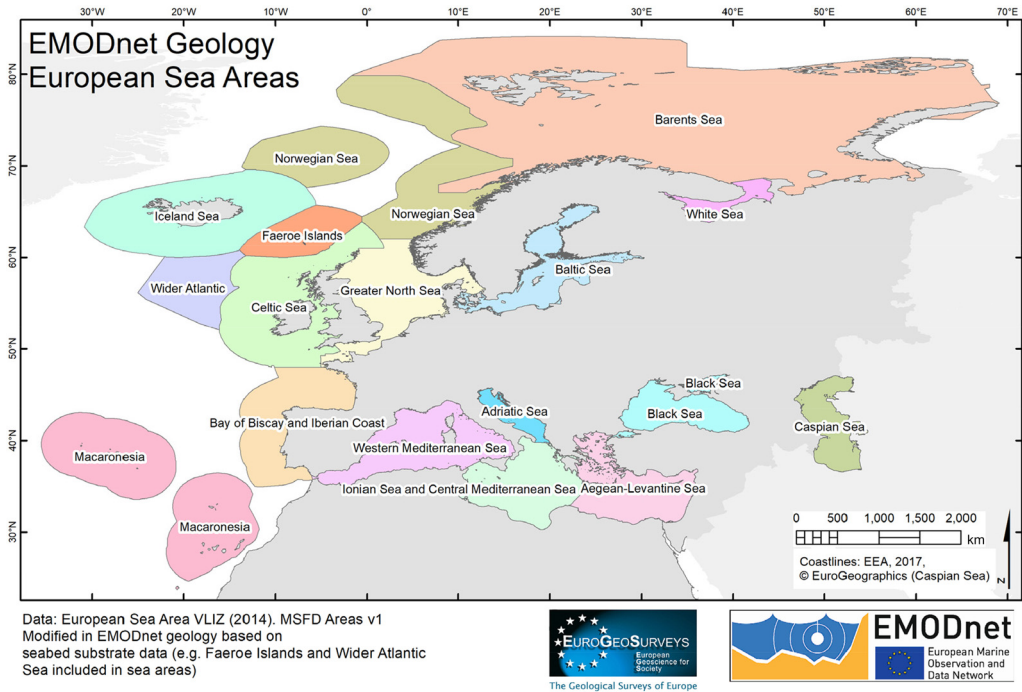 30°W 20°W 10°W 0° 10°E 20°E 30°E 40°E 50°E 60°E 70°E
EMODnet Geology
European Sea Areas
80°N
Barents Sea
Norwegian Sea
70°N
Norwegian Sea
White Sea
Iceland Sea
Faeroe Islands
60°N
Baltic Sea
Wider Atlantic
Greater North Sea
Celtic Sea
50°N
Black Sea
Adriatic Sea
Black Sea
Bay of Biscay and Iberian Coast
Caspian Sea
40°N
Western Mediterranean Sea
Macaronesia
Ionian Sea and Central Mediterranean Sea
Aegean-Levantine Sea
Macaronesia
30°N
0 500 1,000 1,500 2,000
km
Coastlines: EEA, 2017,
© EuroGeographics (Caspian Sea)
N
Data: European Sea Area VLIZ (2014). MSFD Areas v1
Modified in EMODnet geology based on
seabed substrate data (e.g. Faeroe Islands and Wider Atlantic
Sea included in sea areas)
EUROGEOSURVEYS
European
Geoscience for
Society
The Geological Surveys of Europe
EMODnet
European Marine
Observation and
Data Network